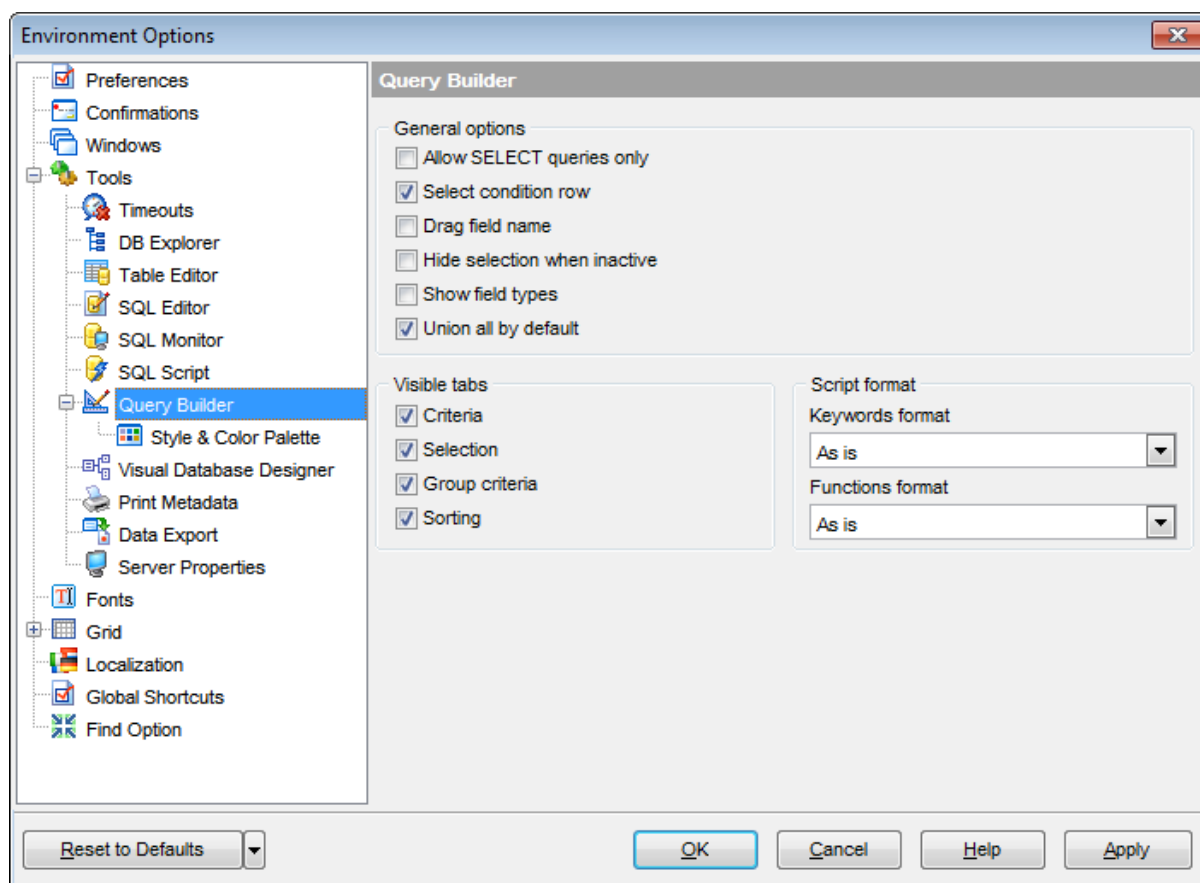 Environment Options
Preferences
Confirmations
Windows
Tools
Timeouts
DB Explorer
Table Editor
SQL Editor
SQL Monitor
SQL Script
Query Builder
Style & Color Palette
Visual Database Designer
Print Metadata
Data Export
Server Properties
Fonts
Grid
Localization
Global Shortcuts
Find Option
Query Builder
General options
Allow SELECT queries only
Select condition row
Drag field name
Hide selection when inactive
Show field types
Union all by default
Visible tabs
Criteria
Selection
Group criteria
Sorting
Script format
Keywords format
As is
Functions format
As is
Reset to Defaults
OK
Cancel
Help
Apply